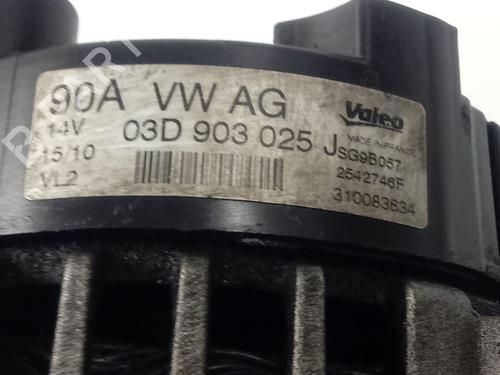 90A VW AG Valeo
14V 03D 903 025 J MADE IN FRANCE
15/10 SG9B057
VL2 2542746F
310083634